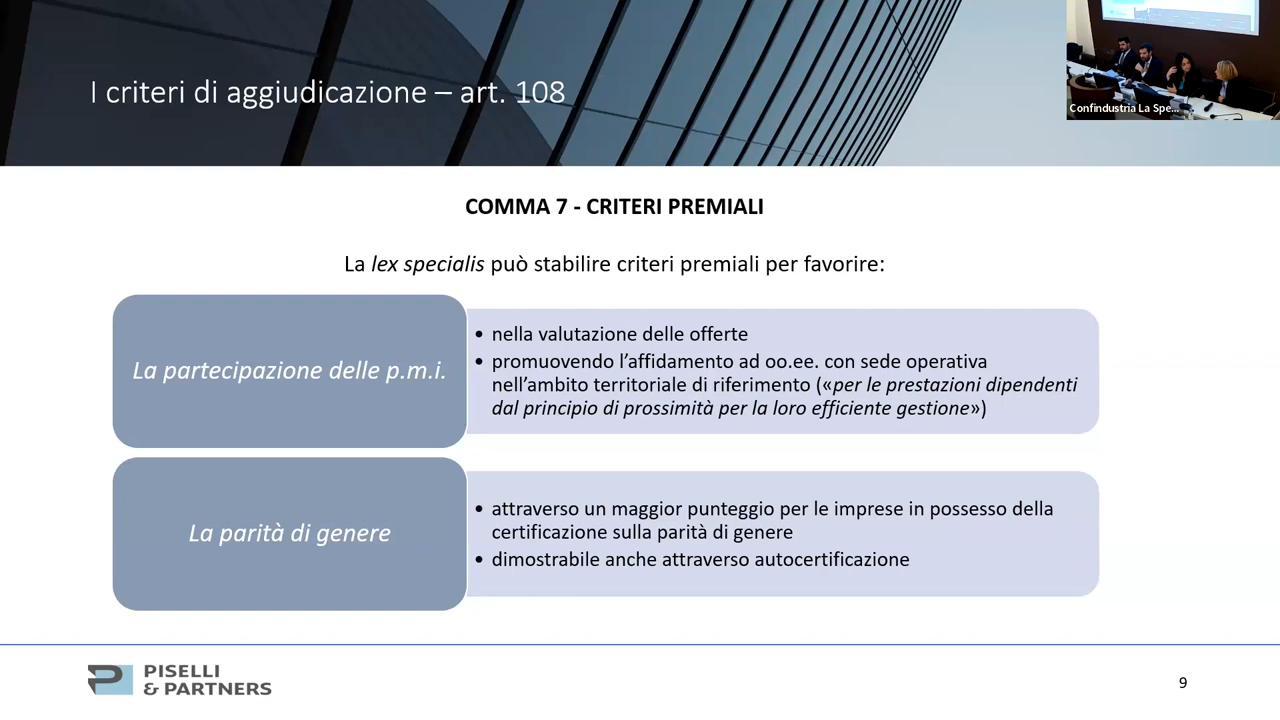 I criteri di aggiudicazione – art. 108
Confindustria La Spe...
COMMA 7 - CRITERI PREMIALI
La lex specialis può stabilire criteri premiali per favorire:
La partecipazione delle p.m.i.
• nella valutazione delle offerte
• promuovendo l’affidamento ad oo.ee. con sede operativa
nell’ambito territoriale di riferimento («per le prestazioni dipendenti
dal principio di prossimità per la loro efficiente gestione»)
La parità di genere
• attraverso un maggior punteggio per le imprese in possesso della
certificazione sulla parità di genere
• dimostrabile anche attraverso autocertificazione
PISELLI
& PARTNERS
9